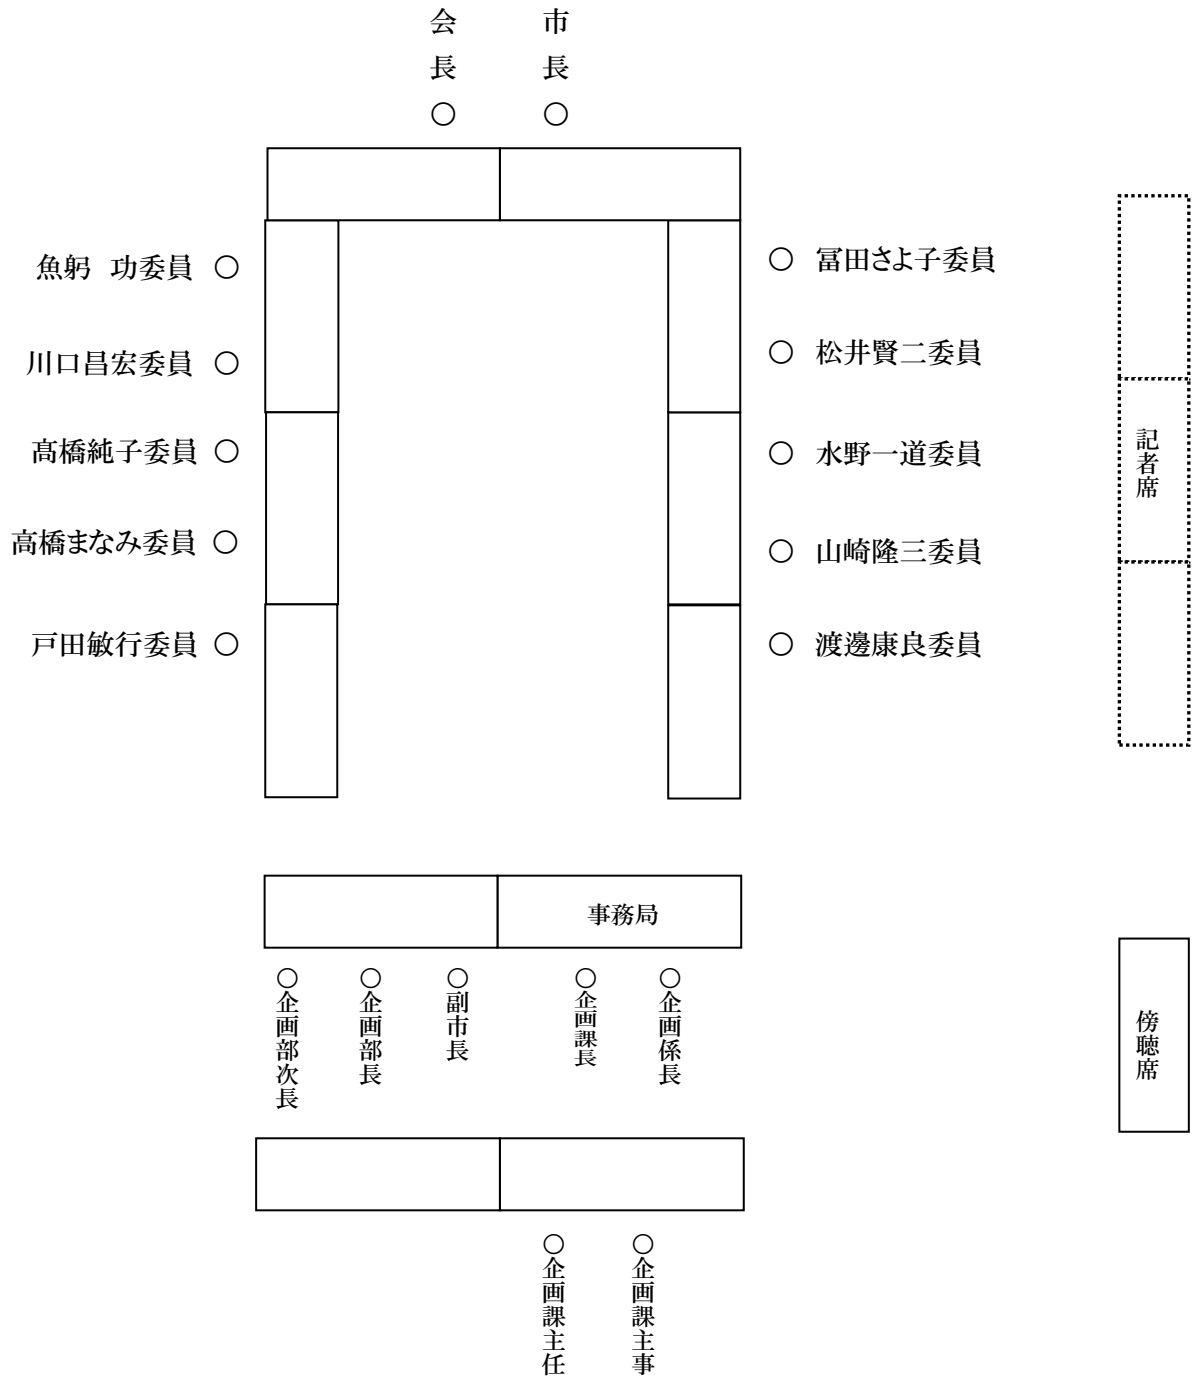 会長○
市長○
魚躬 功委員 ○
川口昌宏委員 ○
髙橋純子委員 ○
高橋まなみ委員 ○
戸田敏行委員 ○
○ 冨田さよ子委員
○ 松井賢二委員
○ 水野一道委員
○ 山崎隆三委員
○ 渡邊康良委員
記者席
事務局
○企画部次長
○企画部長
○副市長
○企画課長
○企画係長
傍聴席
○企画課主任
○企画課主事